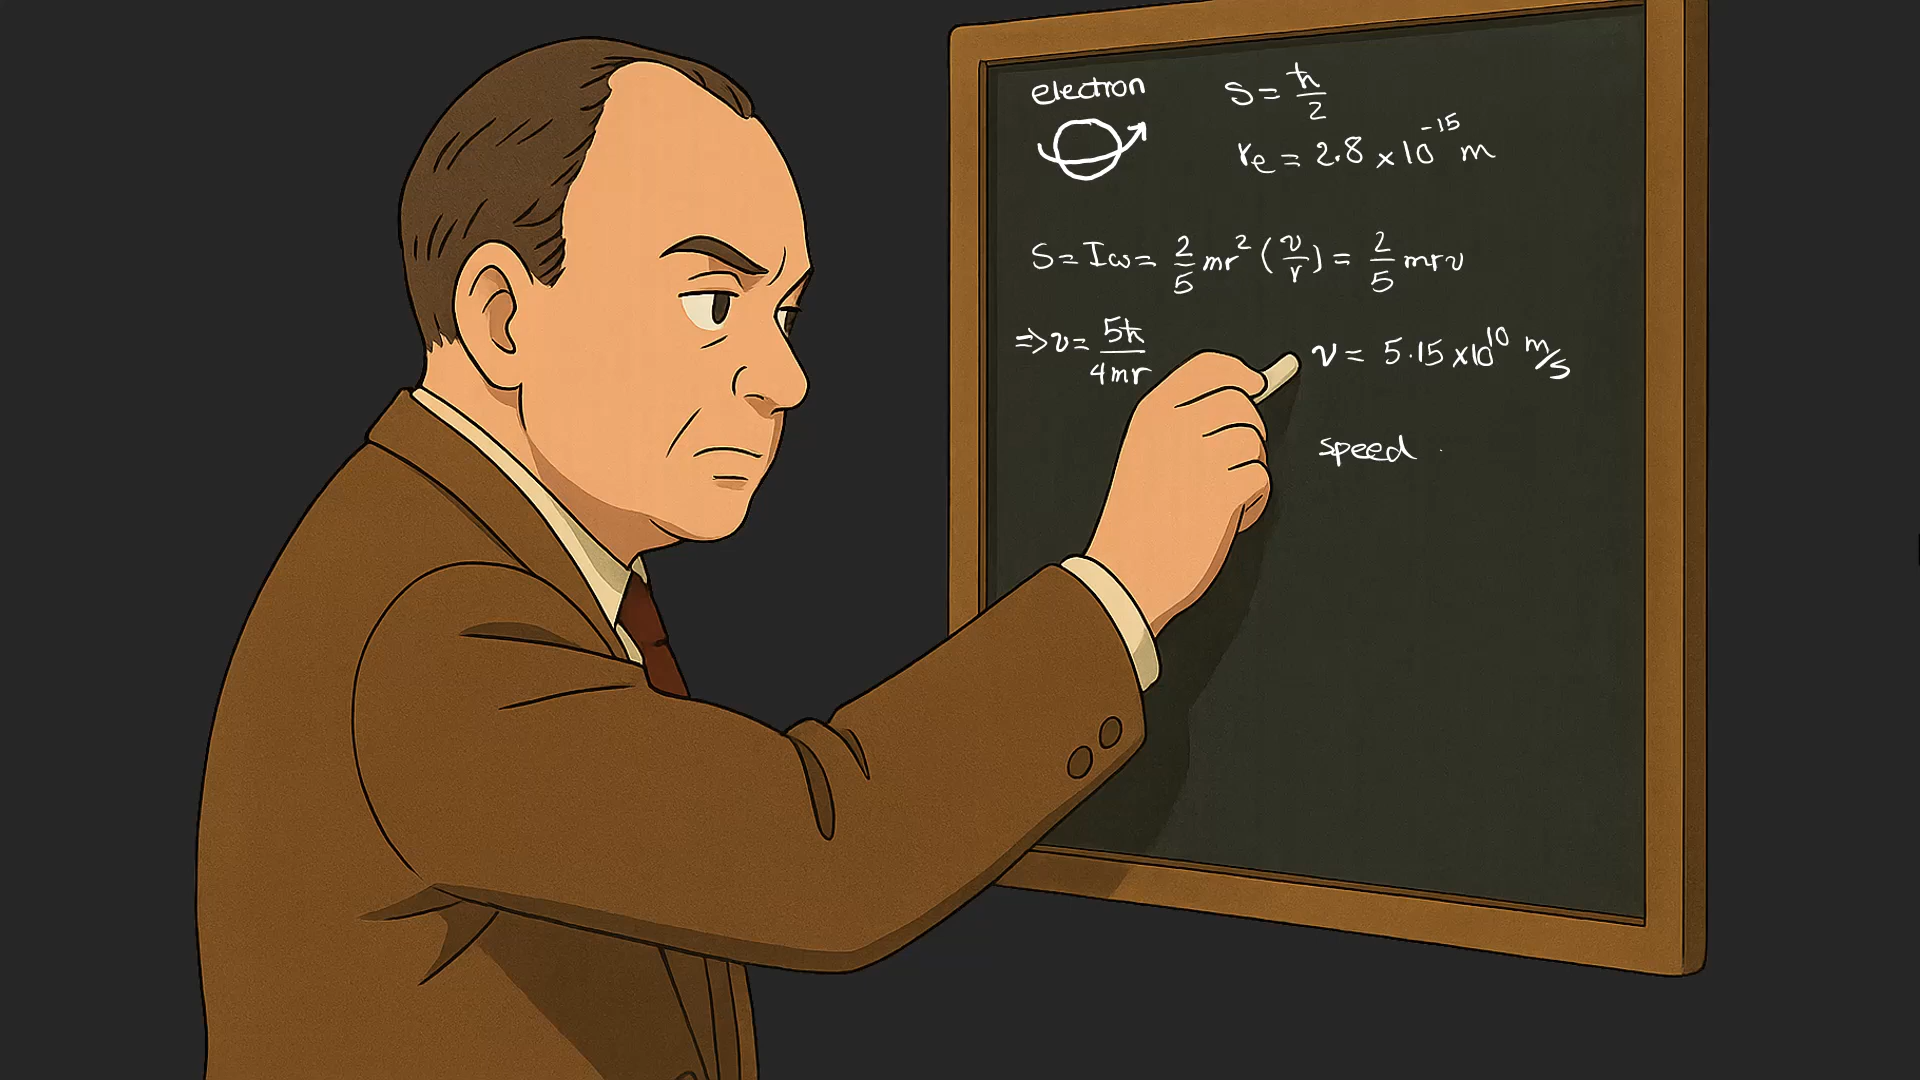 electron
S = ħ/2
re = 2.8 × 10⁻¹⁵ m
S = Iω = 2/5 mr² (v/r) = 2/5 mrv
⇒ v = 5ħ/4mr
v = 5.15 × 10¹⁰ m/s
speed